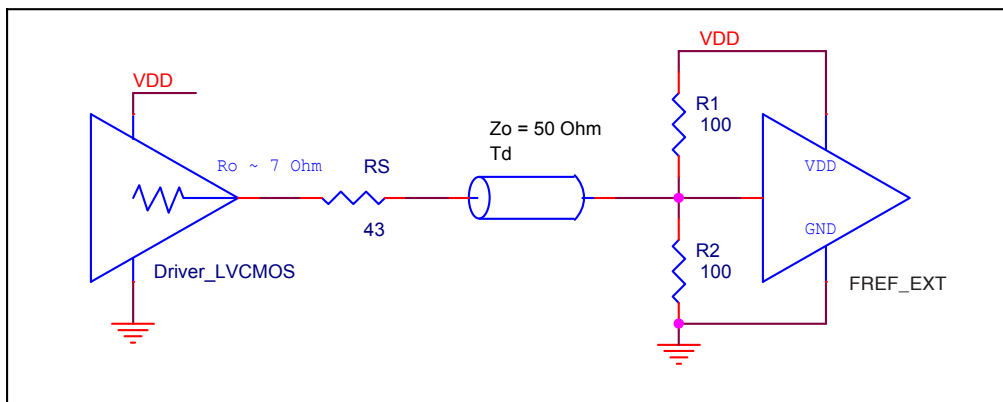 VDD
VDD
R1
100
Zo = 50 Ohm
Td
Ro ~ 7 Ohm
RS
VDD
43
GND
R2
100
Driver_LVCMOS
FREF_EXT